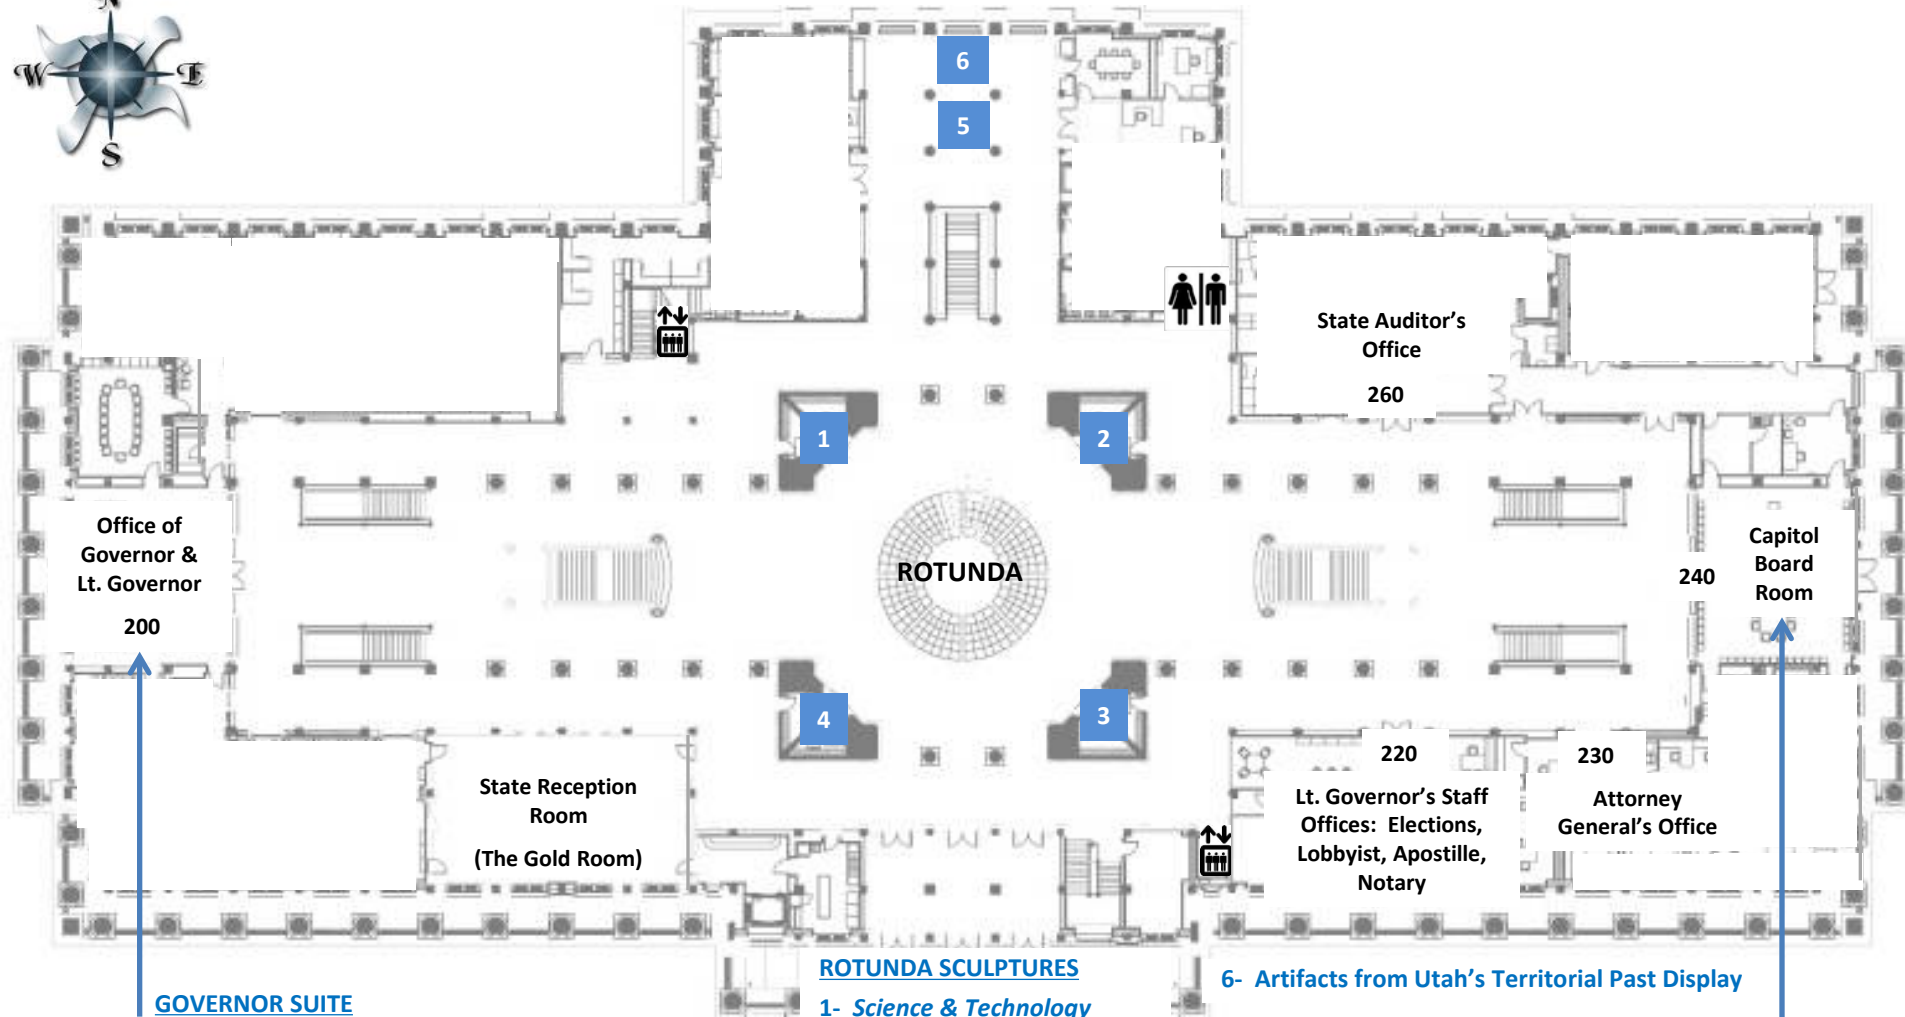 N
W E
S
6
5
State Auditor's
Office
260
1
2
Office of
Governor &
Lt. Governor
200
ROTUNDA
240
Capitol
Board
Room
4
3
State Reception
Room
(The Gold Room)
220
Lt. Governor's Staff
Offices: Elections,
Lobbyist, Apostille,
Notary
230
Attorney
General's Office
GOVERNOR SUITE
ROTUNDA SCULPTURES
1- Science & Technology
6- Artifacts from Utah's Territorial Past Display